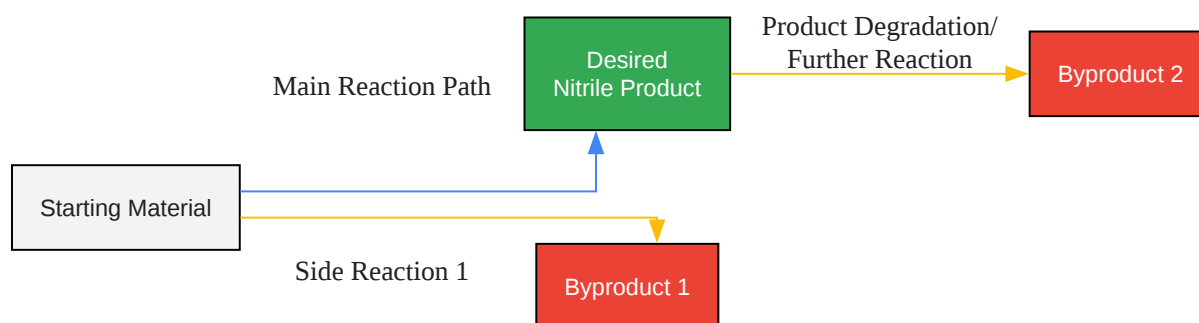 Product Degradation/
Further Reaction
Desired
Nitrile Product
Byproduct 2
Main Reaction Path
Starting Material
Side Reaction 1
Byproduct 1